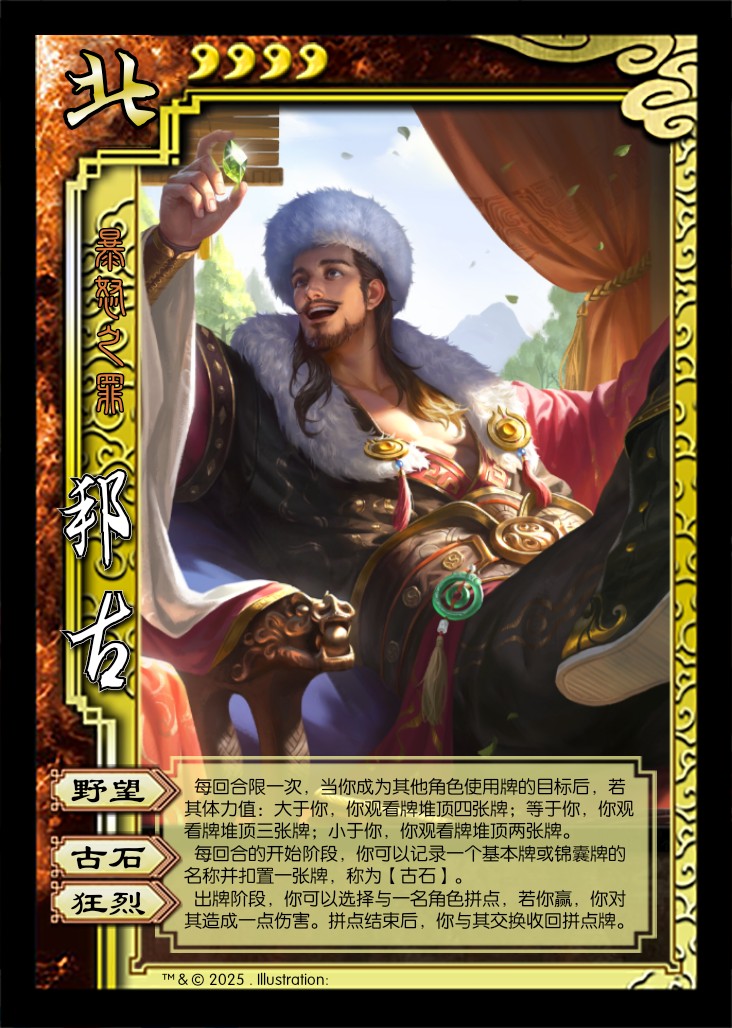 北
暴怒之罪
邦古
野望
每回合限一次，当你成为其他角色使用牌的目标后，若
其体力值：大于你，你观看牌堆顶四张牌；等于你，你观
看牌堆顶三张牌；小于你，你观看牌堆顶两张牌。
古石
每回合的开始阶段，你可以记录一个基本牌或锦囊牌的
名称并扣置一张牌，称为【古石】。
狂烈
出牌阶段，你可以选择与一名角色拼点，若你赢，你对
其造成一点伤害。拼点结束后，你与其交换收回拼点牌。
™ & © 2025 . Illustration: